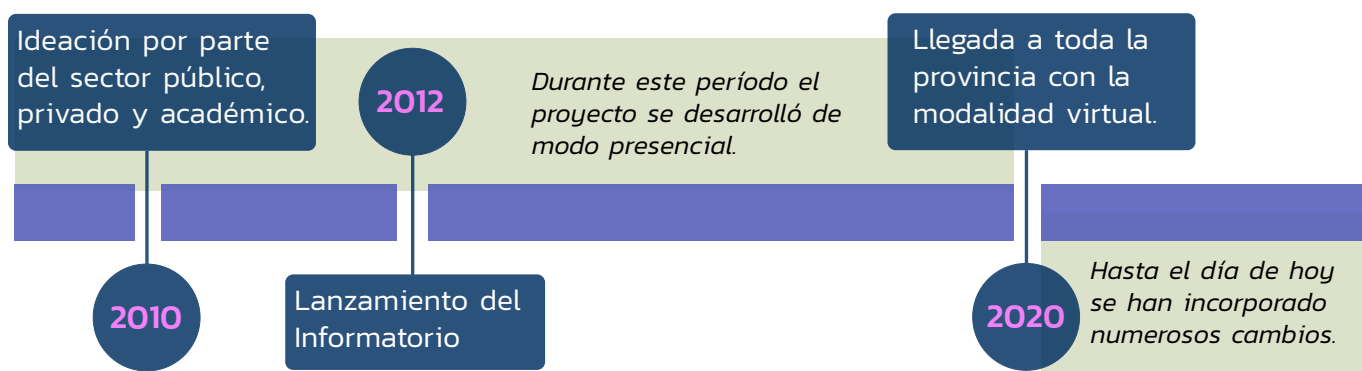 Ideación por parte
del sector público,
privado y académico.
2010
2012
Lanzamiento del
Informatorio
Durante este período el
proyecto se desarrolló de
modo presencial.
Llegada a toda la
provincia con la
modalidad virtual.
2020
Hasta el día de hoy
se han incorporado
numerosos cambios.